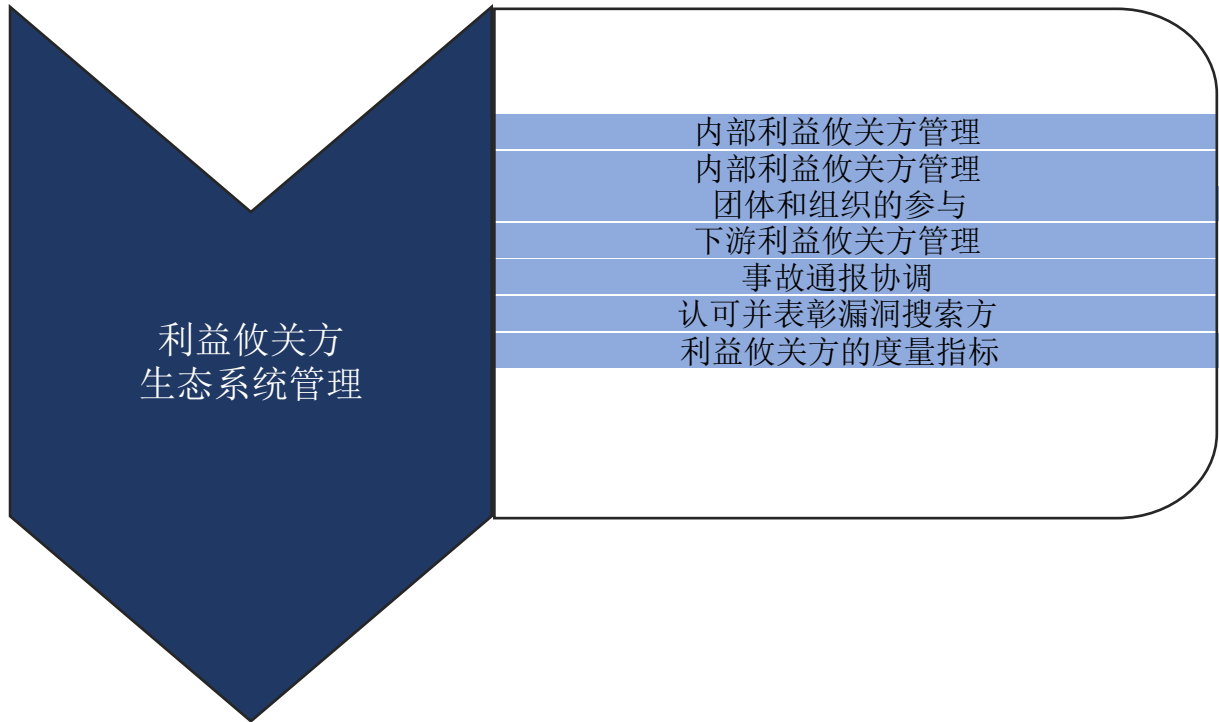 利益攸关方
生态系统管理
内部利益攸关方管理
内部利益攸关方管理
团体和组织的参与
下游利益攸关方管理
事故通报协调
认可并表彰漏洞搜索方
利益攸关方的度量指标